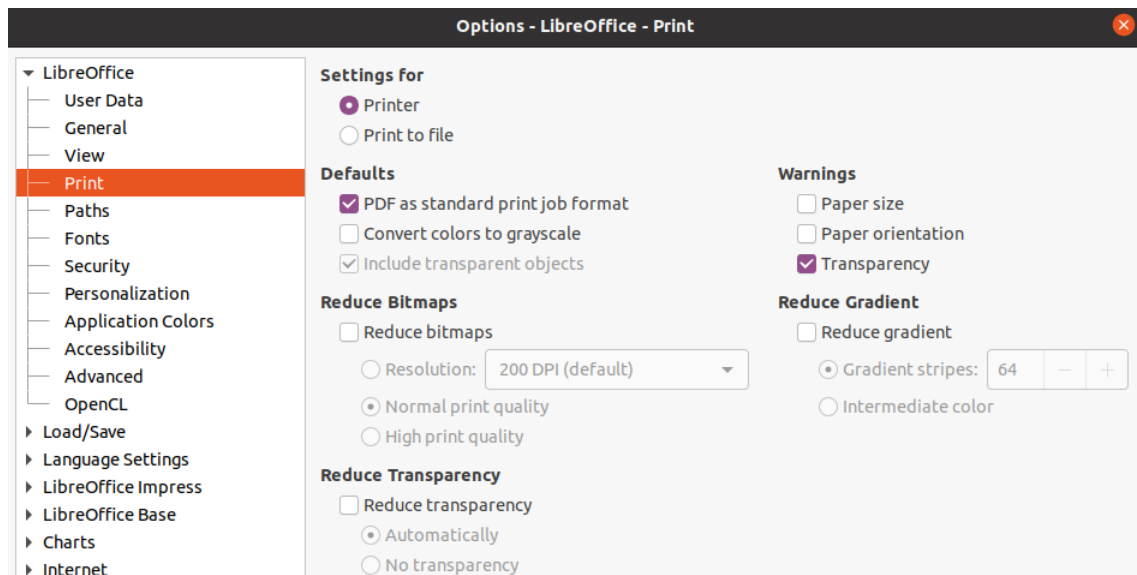 Options - LibreOffice - Print
LibreOffice
User Data
General
View
Print
Paths
Fonts
Security
Personalization
Application Colors
Accessibility
Advanced
OpenCL
Load/Save
Language Settings
LibreOffice Impress
LibreOffice Base
Charts
Internet
Settings for
Printer
Print to file
Defaults
PDF as standard print job format
Convert colors to grayscale
Include transparent objects
Warnings
Paper size
Paper orientation
Transparency
Reduce Bitmaps
Reduce bitmaps
Resolution: 200 DPI (default)
Normal print quality
High print quality
Reduce Gradient
Reduce gradient
Gradient stripes: 64
Intermediate color
Reduce Transparency
Reduce transparency
Automatically
No transparency